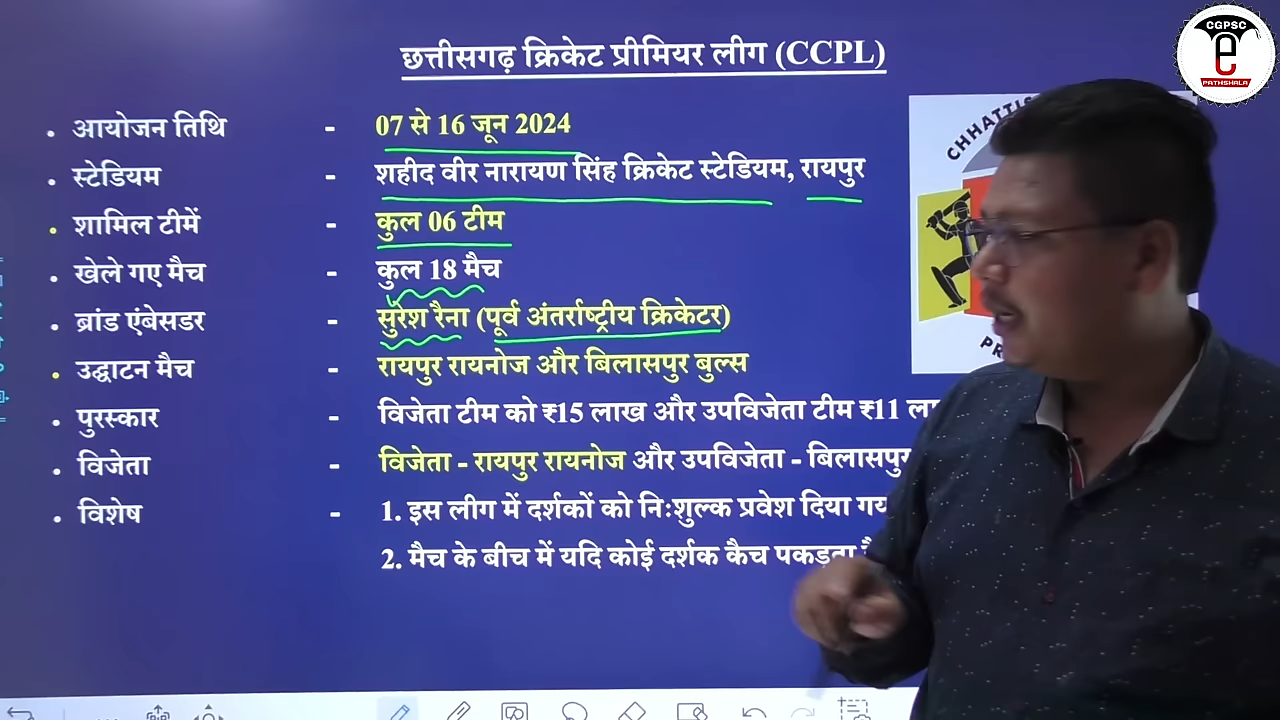 CGPSC
e
PATHSHALA
छत्तीसगढ़ क्रिकेट प्रीमियर लीग (CCPL)
• आयोजन तिथि - 07 से 16 जून 2024
• स्टेडियम - शहीद वीर नारायण सिंह क्रिकेट स्टेडियम, रायपुर
• शामिल टीमें - कुल 06 टीम
• खेले गए मैच - कुल 18 मैच
• ब्रांड एंबेसडर - सुरेश रैना (पूर्व अंतर्राष्ट्रीय क्रिकेटर)
• उद्घाटन मैच - रायपुर रायनोज और बिलासपुर बुल्स
• पुरस्कार - विजेता टीम को ₹15 लाख और उपविजेता टीम ₹11
• विजेता - विजेता - रायपुर रायनोज और उपविजेता - बिलासपुर
• विशेष - 1. इस लीग में दर्शकों को निःशुल्क प्रवेश दिया
2. मैच के बीच में यदि कोई दर्शक कैच पकड़ता